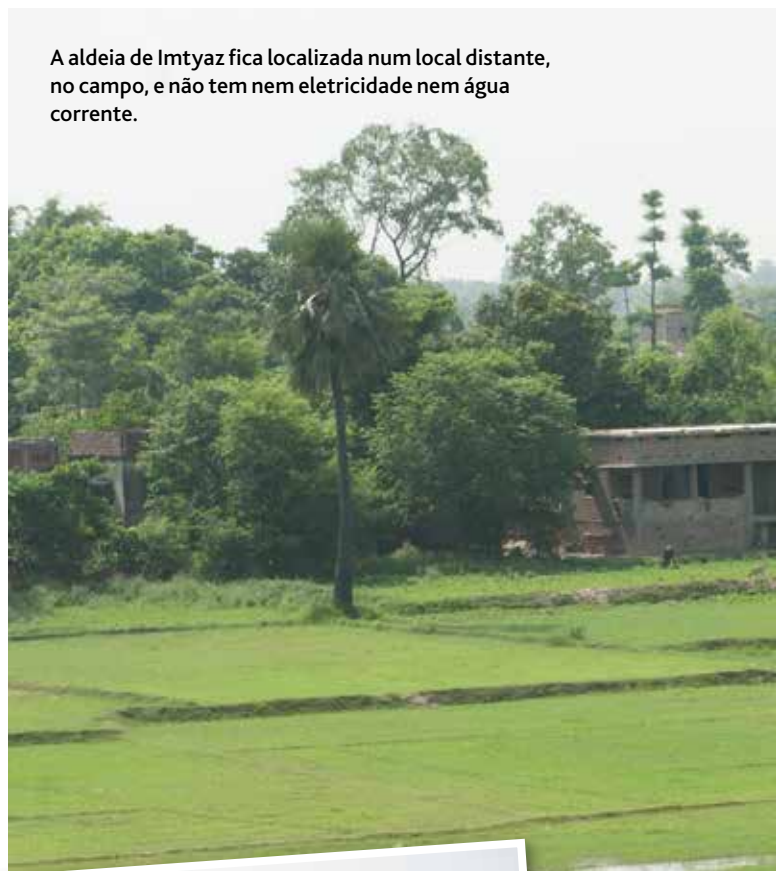 A aldeia de Imtyaz fica localizada num local distante,
no campo, e não tem nem eletricidade nem água
corrente.